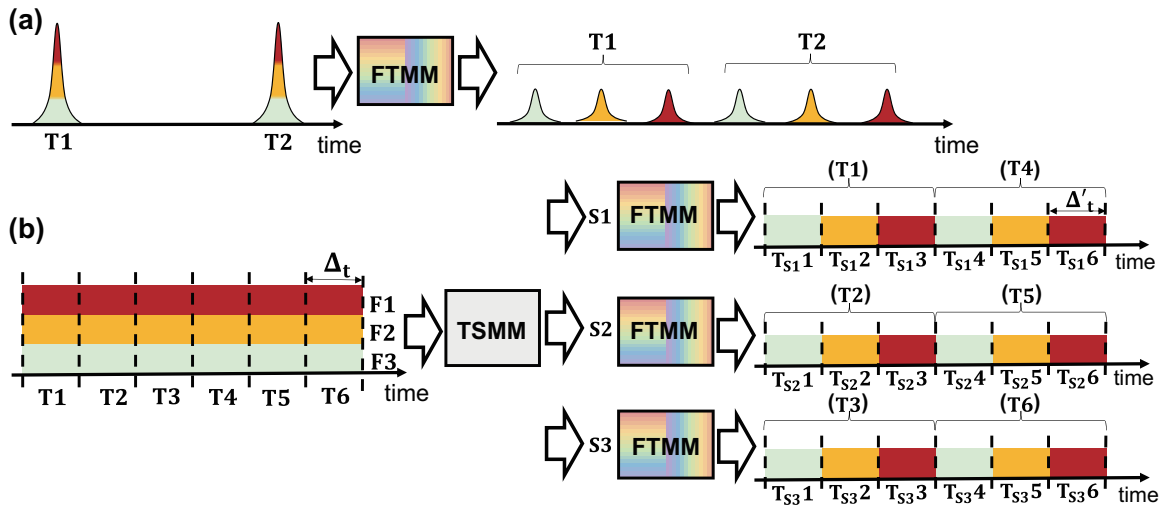 (a)
T1
T2
time
FTMM
T1
T2
time
(b)
Δt
F1
F2
F3
time
T1 T2 T3 T4 T5 T6
TSMM
S1
FTMM
(T1)
(T4)
Δ't
TS11 TS12 TS13 TS14 TS15 TS16
time
S2
FTMM
(T2)
(T5)
TS21 TS22 TS23 TS24 TS25 TS26
time
S3
FTMM
(T3)
(T6)
TS31 TS32 TS33 TS34 TS35 TS36
time